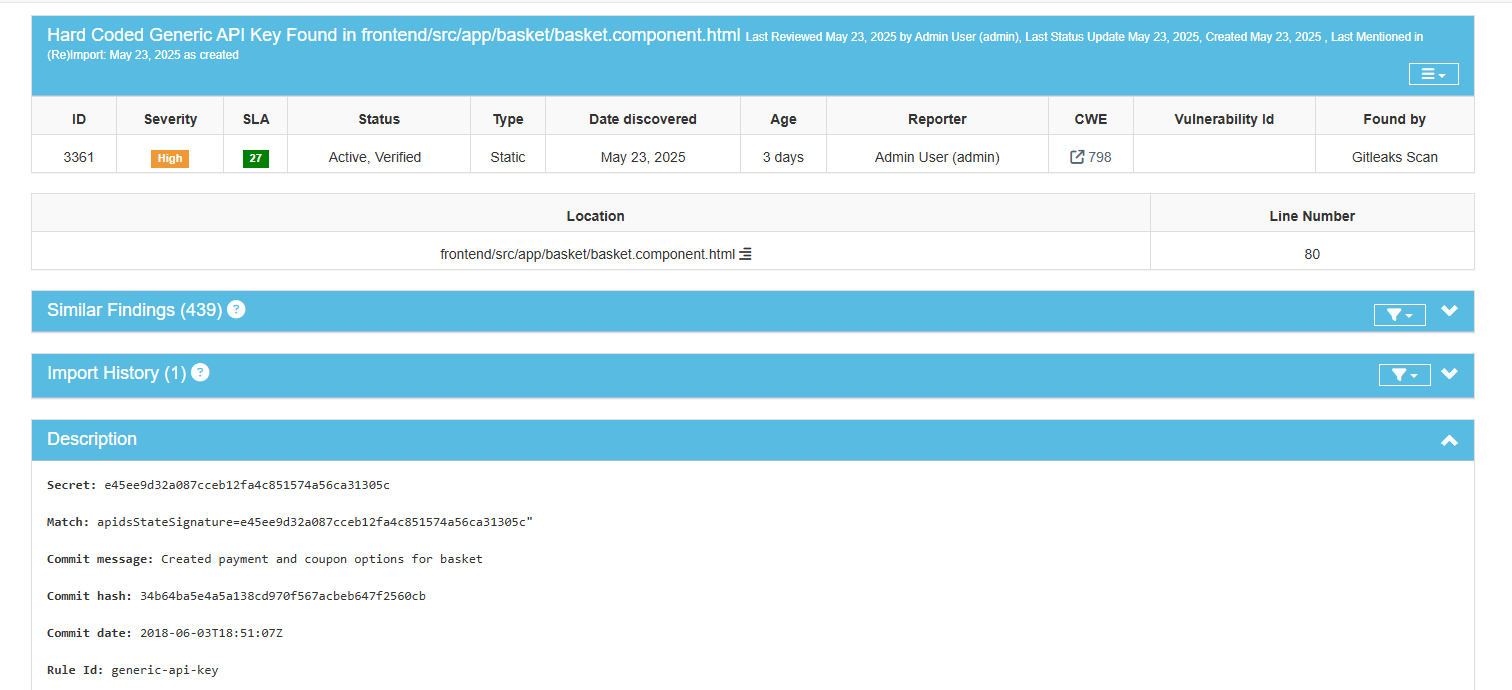 Hard Coded Generic API Key Found in frontend/src/app/basket/basket.component.html Last Reviewed May 23, 2025 by Admin User (admin), Last Status Update May 23, 2025, Created May 23, 2025 , Last Mentioned in
(Re)Import: May 23, 2025 as created
ID Severity SLA Status Type Date discovered Age Reporter CWE Vulnerability Id Found by
3361 High 27 Active, Verified Static May 23, 2025 3 days Admin User (admin) 798 Gitleaks Scan
Location Line Number
frontend/src/app/basket/basket.component.html 80
Similar Findings (439) ?
Import History (1) ?
Description
Secret: e45ee9d32a087cceb12fa4c851574a56ca31305c
Match: apidsStateSignature=e45ee9d32a087cceb12fa4c851574a56ca31305c"
Commit message: Created payment and coupon options for basket
Commit hash: 34b64ba5e4a5a138cd970f567acbeb647f2560cb
Commit date: 2018-06-03T18:51:07Z
Rule Id: generic-api-key